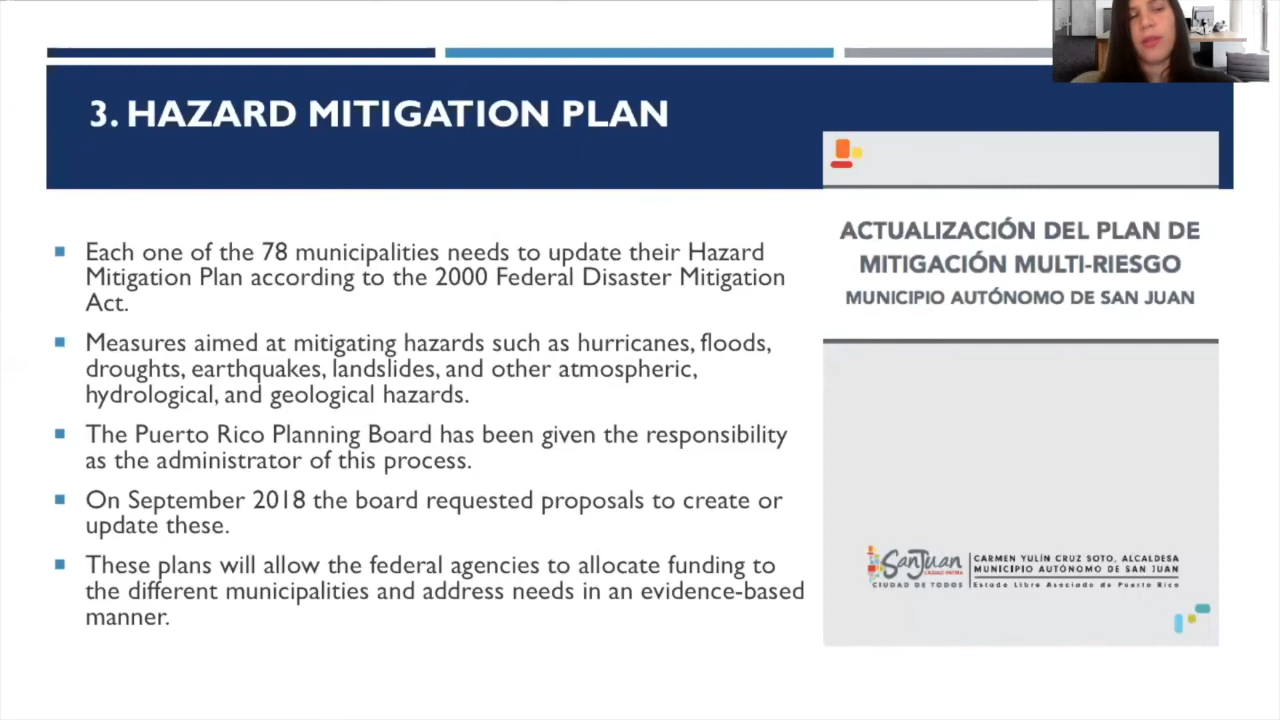 3. HAZARD MITIGATION PLAN
Each one of the 78 municipalities needs to update their Hazard
Mitigation Plan according to the 2000 Federal Disaster Mitigation
Act.
Measures aimed at mitigating hazards such as hurricanes, floods,
droughts, earthquakes, landslides, and other atmospheric,
hydrological, and geological hazards.
The Puerto Rico Planning Board has been given the responsibility
as the administrator of this process.
On September 2018 the board requested proposals to create or
update these.
These plans will allow the federal agencies to allocate funding to
the different municipalities and address needs in an evidence-based
manner.
ACTUALIZACIÓN DEL PLAN DE
MITIGACIÓN MULTI-RIESGO
MUNICIPIO AUTÓNOMO DE SAN JUAN
SanJuan
CIUDAD PATRIA
CIUDAD DE TODOS
CARMEN YULÍN CRUZ SOTO, ALCALDESA
MUNICIPIO AUTÓNOMO DE SAN JUAN
Estado Libre Asociado de Puerto Rico